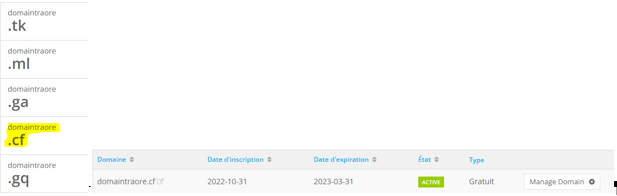 domaintraore
.tk
domaintraore
.ml
domaintraore
.ga
domaintraore
.cf
domaintraore
.gq
Domaine Date d'inscription Date d'expiration État Type
domaintraore.cf 2022-10-31 2023-03-31 ACTIVE Gratuit Manage Domain